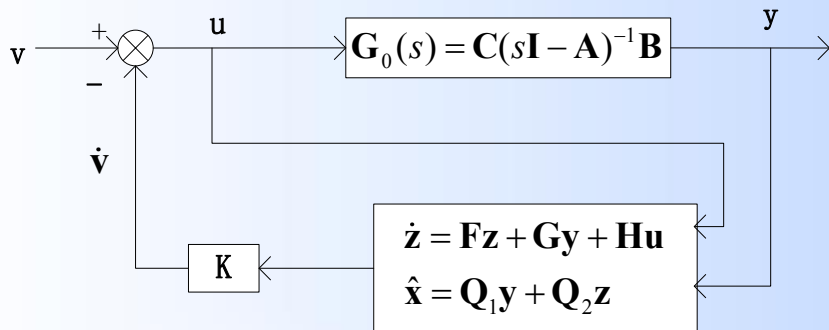 u
y
+
v
G₀(s) = C(sI − A)⁻¹B
−
v̇
ż = Fz + Gy + Hu
K
x̂ = Q₁y + Q₂z